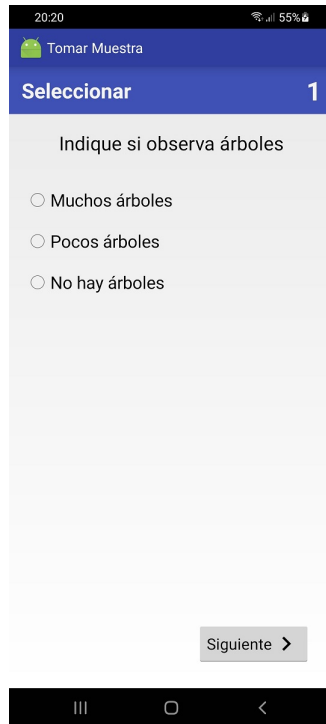 20:20
55%
Tomar Muestra
Seleccionar 1
Indique si observa árboles
Muchos árboles
Pocos árboles
No hay árboles
Siguiente